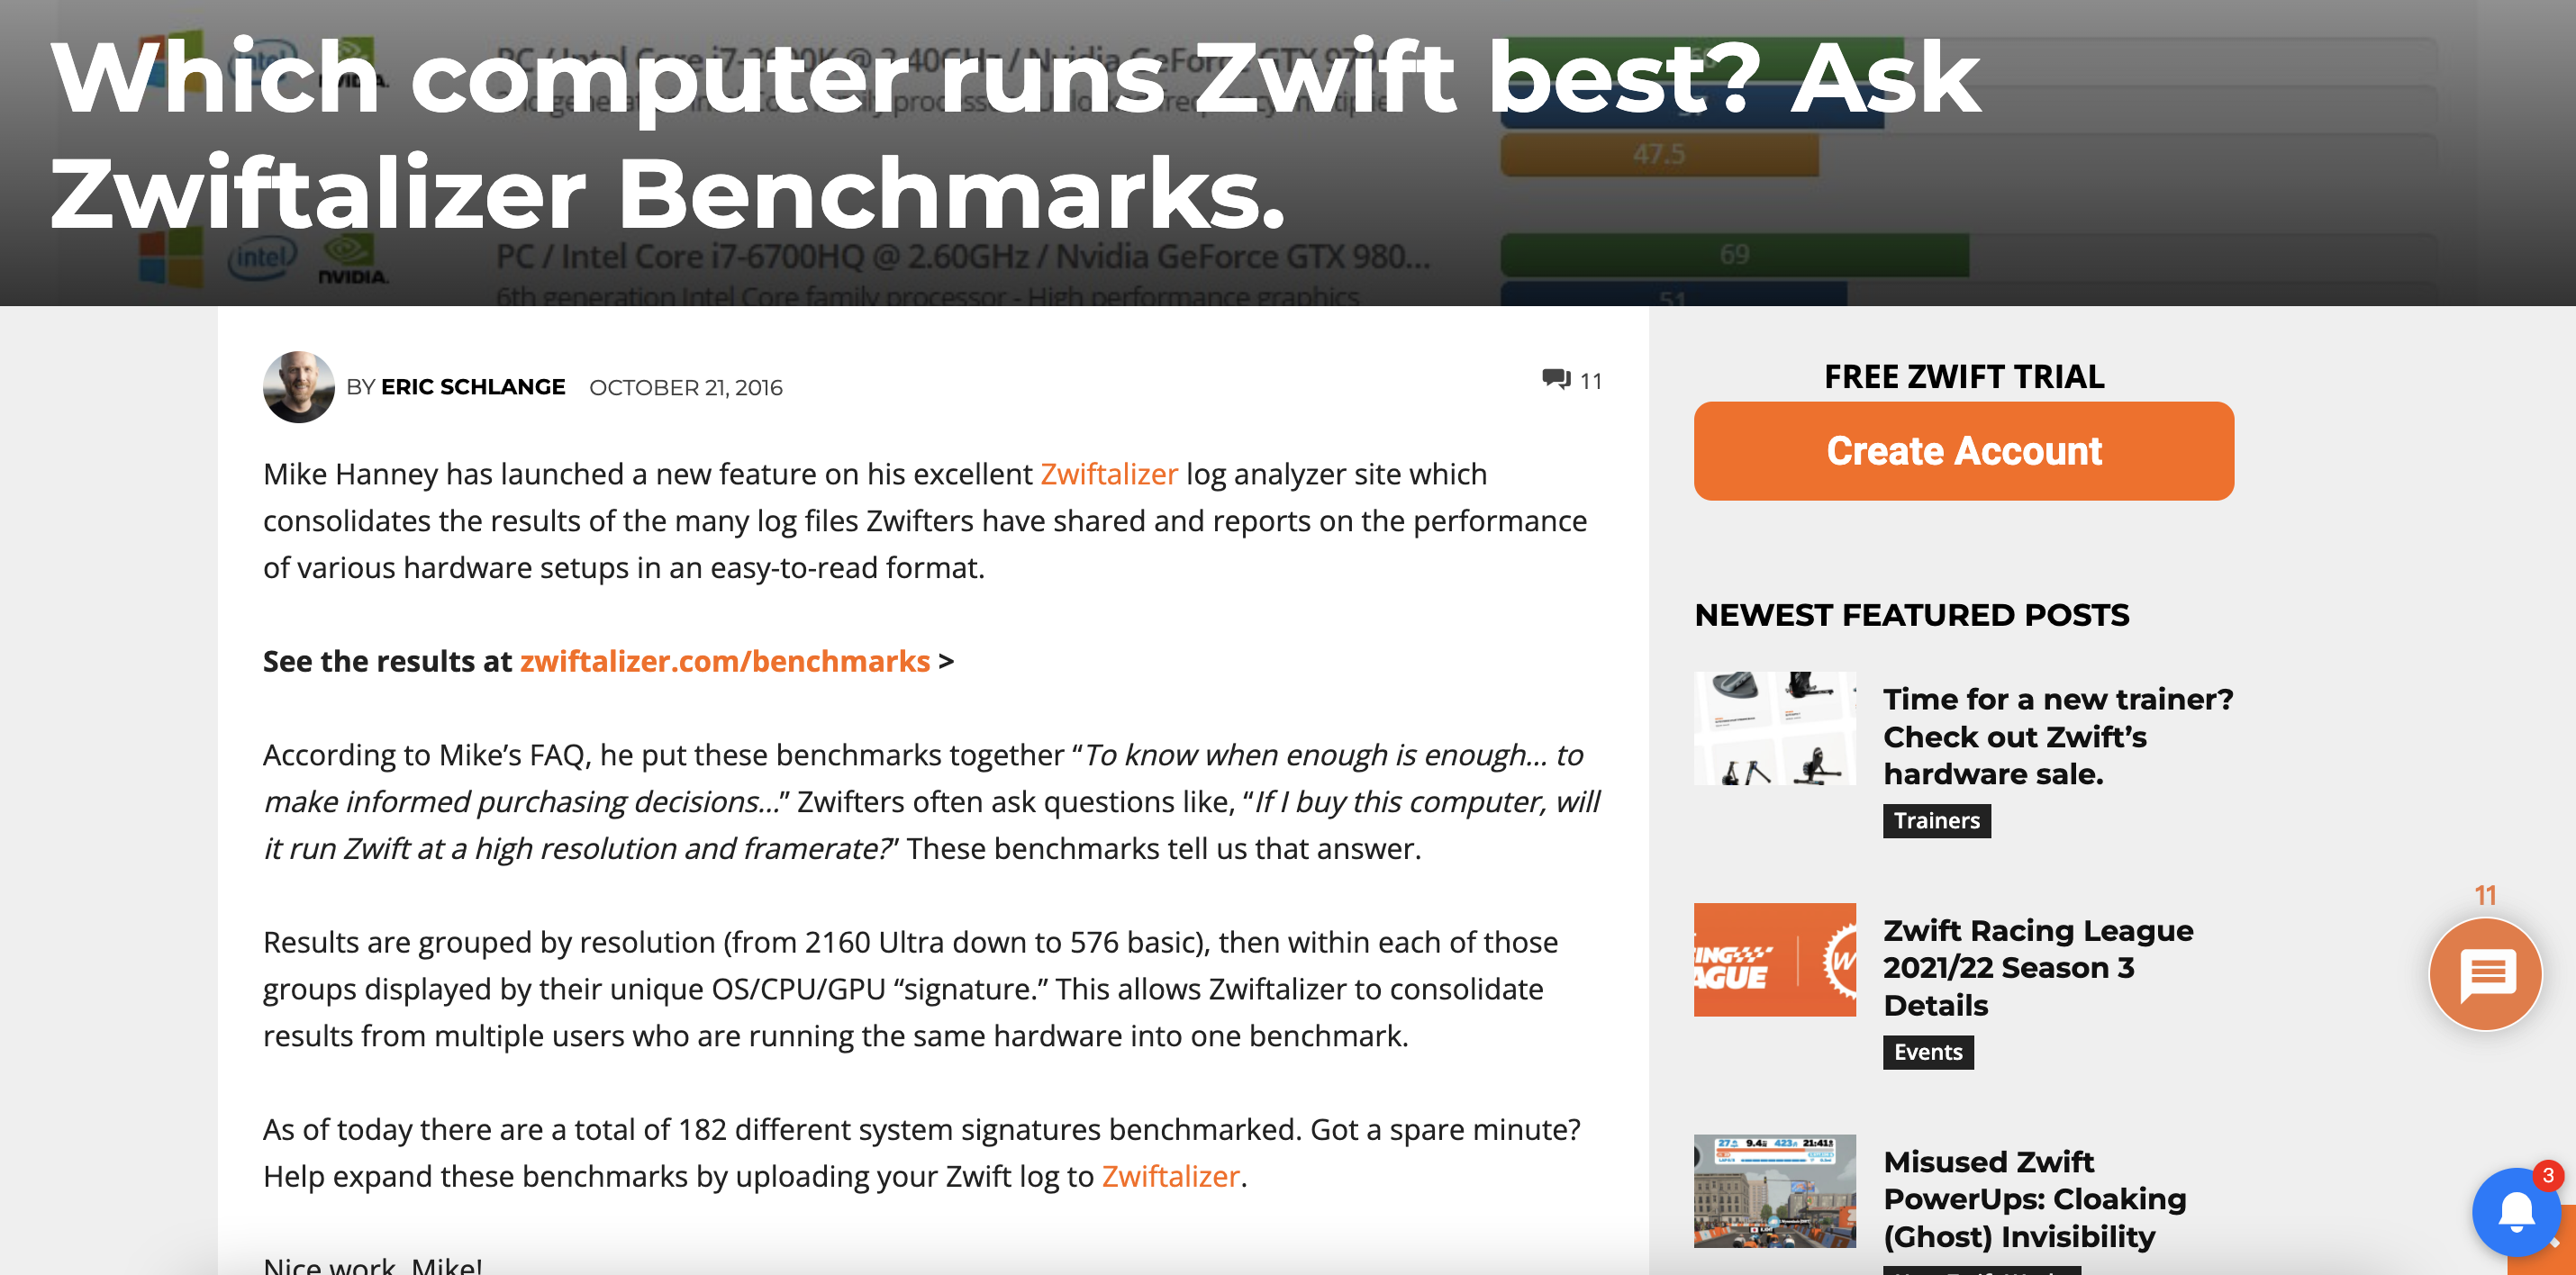 Which computer runs Zwift best? Ask
Zwiftalizer Benchmarks.
47.5
intel
NVIDIA.
PC / Intel Core i7-6700HQ @ 2.60GHz / Nvidia GeForce GTX 980...
69
6th generation Intel Core family processor - High performance graphics
51
BY ERIC SCHLANGE OCTOBER 21, 2016
11
Mike Hanney has launched a new feature on his excellent Zwiftalizer log analyzer site which
consolidates the results of the many log files Zwifters have shared and reports on the performance
of various hardware setups in an easy-to-read format.
See the results at zwiftalizer.com/benchmarks >
According to Mike’s FAQ, he put these benchmarks together “To know when enough is enough… to
make informed purchasing decisions…” Zwifters often ask questions like, “If I buy this computer, will
it run Zwift at a high resolution and framerate?” These benchmarks tell us that answer.
Results are grouped by resolution (from 2160 Ultra down to 576 basic), then within each of those
groups displayed by their unique OS/CPU/GPU “signature.” This allows Zwiftalizer to consolidate
results from multiple users who are running the same hardware into one benchmark.
As of today there are a total of 182 different system signatures benchmarked. Got a spare minute?
Help expand these benchmarks by uploading your Zwift log to Zwiftalizer.
Nice work, Mike!
FREE ZWIFT TRIAL
Create Account
NEWEST FEATURED POSTS
Time for a new trainer?
Check out Zwift’s
hardware sale.
Trainers
Zwift Racing League
2021/22 Season 3
Details
Events
Misused Zwift
PowerUps: Cloaking
(Ghost) Invisibility
11
3